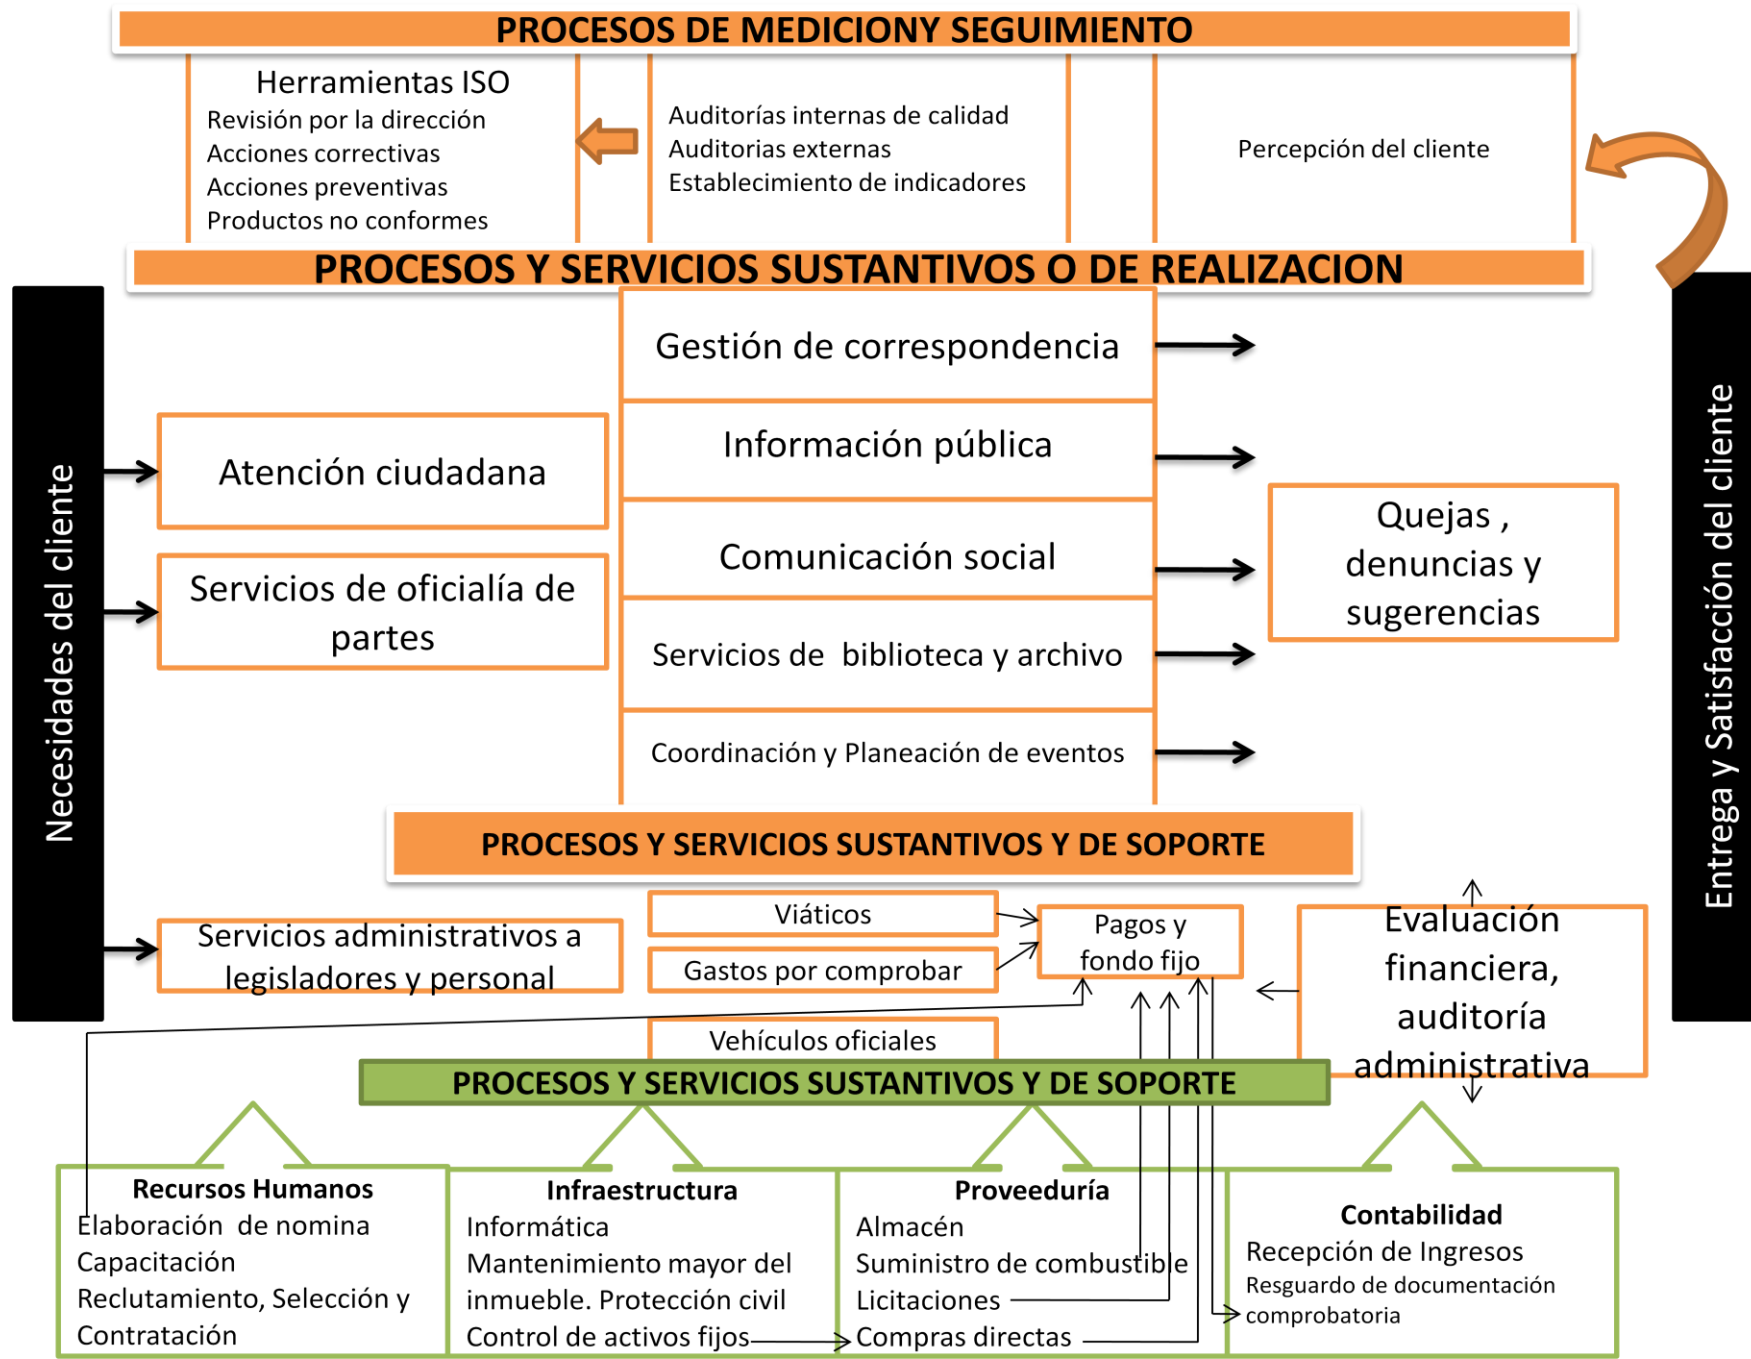 PROCESOS DE MEDICIONY SEGUIMIENTO
Herramientas ISO
Revisión por la dirección
Acciones correctivas
Acciones preventivas
Productos no conformes
Auditorías internas de calidad
Auditorias externas
Establecimiento de indicadores
Percepción del cliente
PROCESOS Y SERVICIOS SUSTANTIVOS O DE REALIZACION
Necesidades del cliente
Atención ciudadana
Servicios de oficialía de
partes
Gestión de correspondencia
Información pública
Comunicación social
Servicios de biblioteca y archivo
Coordinación y Planeación de eventos
Quejas ,
denuncias y
sugerencias
Entrega y Satisfacción del cliente
PROCESOS Y SERVICIOS SUSTANTIVOS Y DE SOPORTE
Servicios administrativos a
legisladores y personal
Viáticos
Gastos por comprobar
Vehículos oficiales
Pagos y
fondo fijo
Evaluación
financiera,
auditoría
administrativa
PROCESOS Y SERVICIOS SUSTANTIVOS Y DE SOPORTE
Recursos Humanos
Elaboración de nomina
Capacitación
Reclutamiento, Selección y
Contratación
Infraestructura
Informática
Mantenimiento mayor del
inmueble. Protección civil
Control de activos fijos
Proveeduría
Almacén
Suministro de combustible
Licitaciones
Compras directas
Contabilidad
Recepción de Ingresos
Resguardo de documentación
comprobatoria